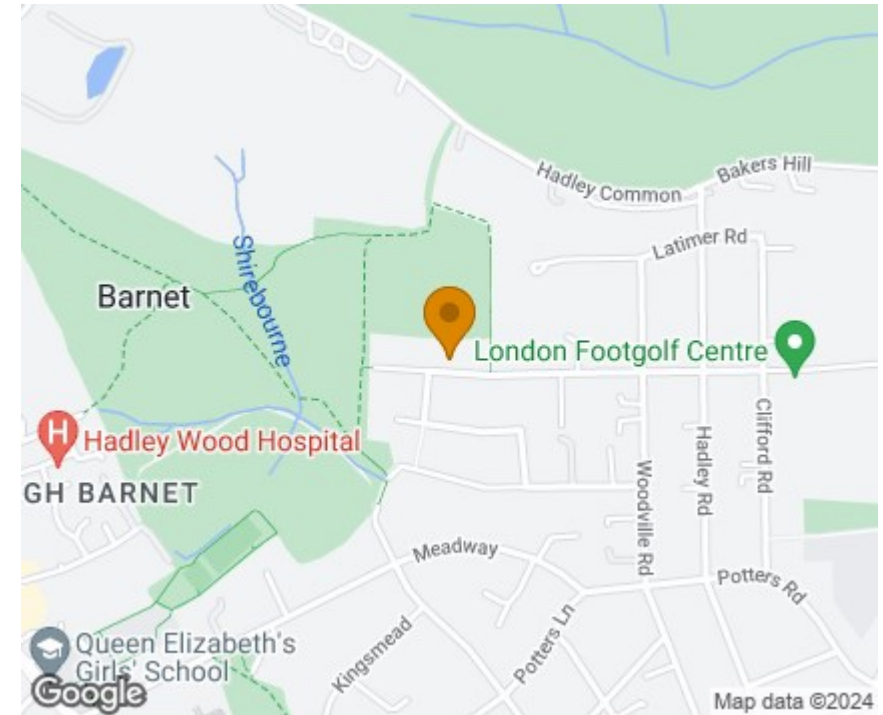 Hadley Common
Bakers Hill
Latimer Rd
Shirebourne
Barnet
London Footgolf Centre
H
Hadley Wood Hospital
GH BARNET
Woodville Rd
Hadley Rd
Clifford Rd
Meadway
Potters Rd
Potters Ln
Kingsmead
Queen Elizabeth's
Girls' School
Google
Map data ©2024